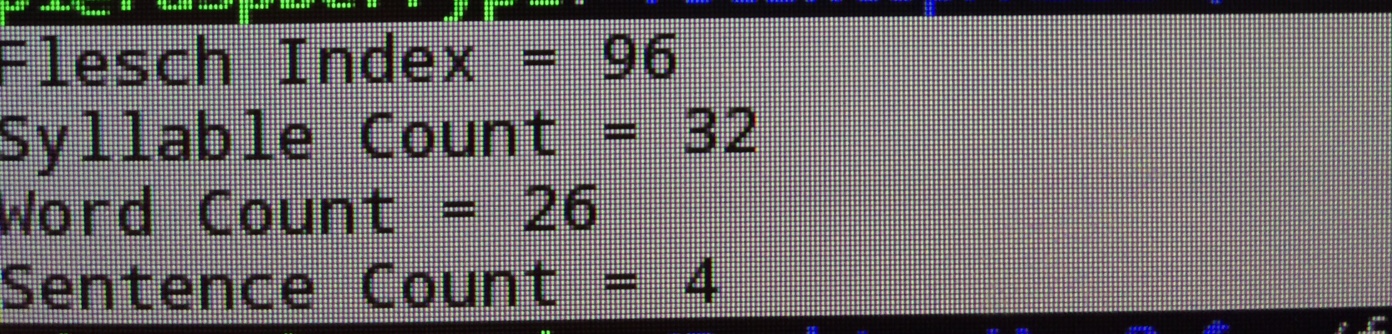 Flesch Index = 96
Syllable Count = 32
Word Count = 26
Sentence Count = 4